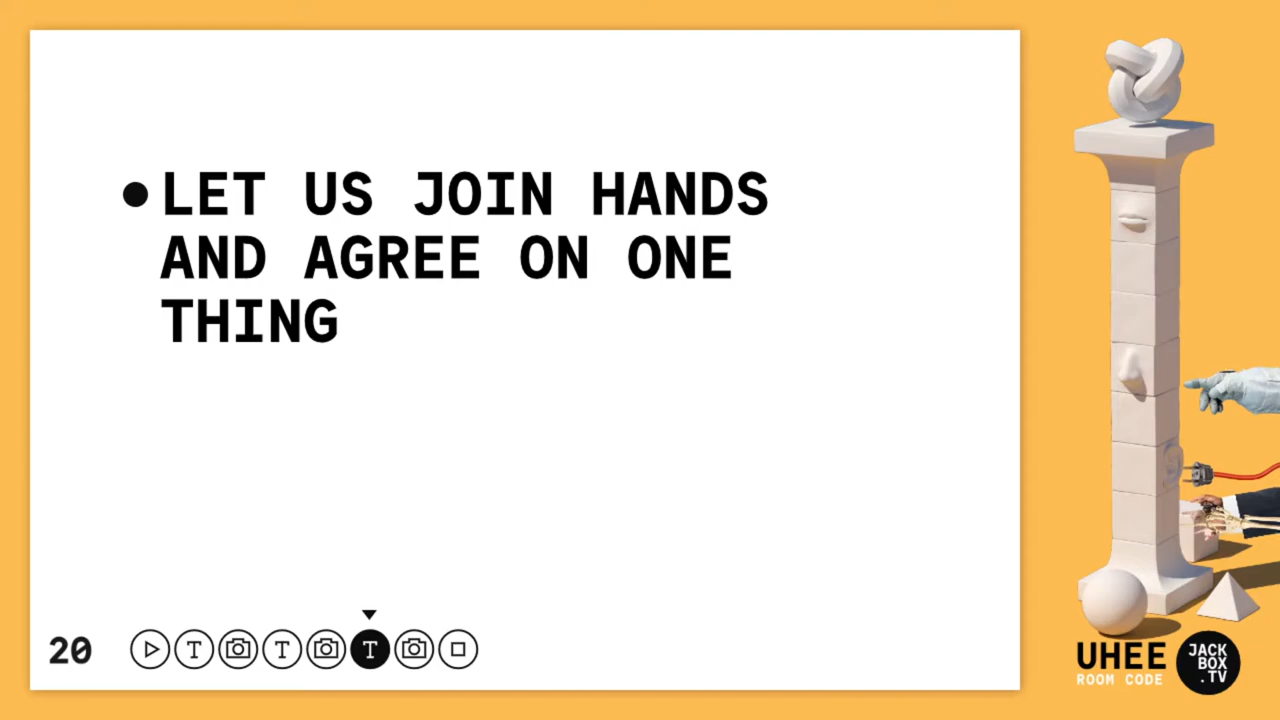 ● LET US JOIN HANDS
AND AGREE ON ONE
THING
20
T
T
T
UHEE
ROOM CODE
JACK
BOX
.TV